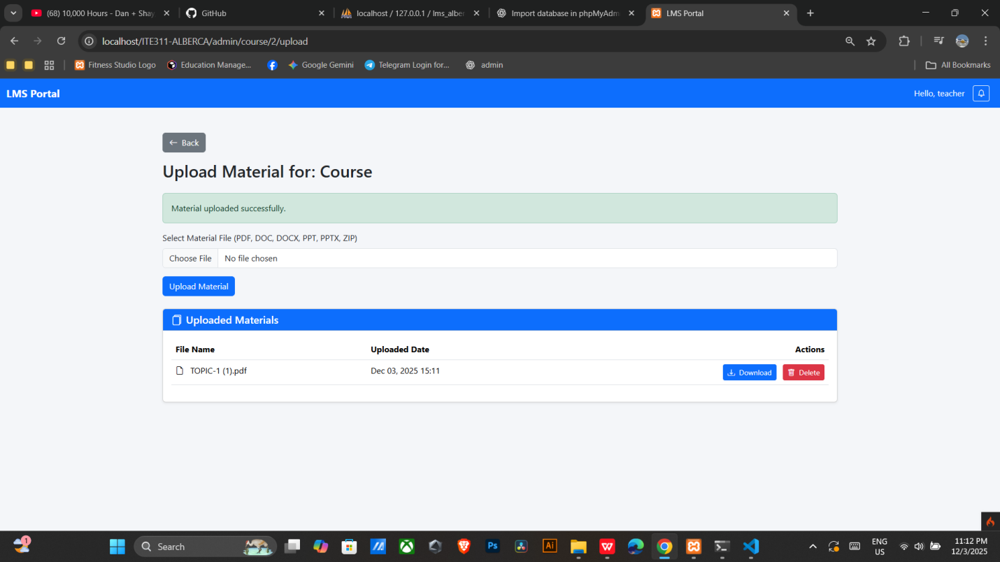 (68) 10,000 Hours - Dan + Shay
GitHub
localhost / 127.0.0.1 / lms_alber
Import database in phpMyAdm
LMS Portal
localhost/ITE311-ALBERCA/admin/course/2/upload
Fitness Studio Logo
Education Manage...
Google Gemini
Telegram Login for...
admin
All Bookmarks
LMS Portal
Hello, teacher
Back
Upload Material for: Course
Material uploaded successfully.
Select Material File (PDF, DOC, DOCX, PPT, PPTX, ZIP)
Choose File No file chosen
Upload Material
Uploaded Materials
File Name Uploaded Date Actions
TOPIC-1 (1).pdf Dec 03, 2025 15:11 Download Delete
1
Search
Ps
Ai
W
ENG
US
11:12 PM
12/3/2025